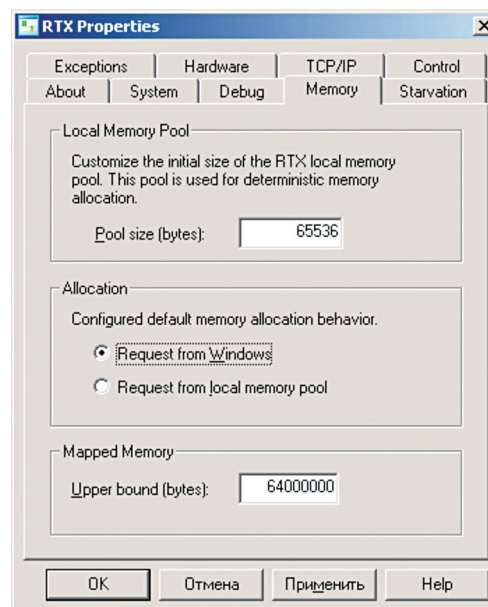 RTX Properties
Exceptions Hardware TCP/IP Control
About System Debug Memory Starvation
Local Memory Pool
Customize the initial size of the RTX local memory
pool. This pool is used for deterministic memory
allocation.
Pool size (bytes): 65536
Allocation
Configured default memory allocation behavior.
Request from Windows
Request from local memory pool
Mapped Memory
Upper bound (bytes): 64000000
OK Отмена Применить Help